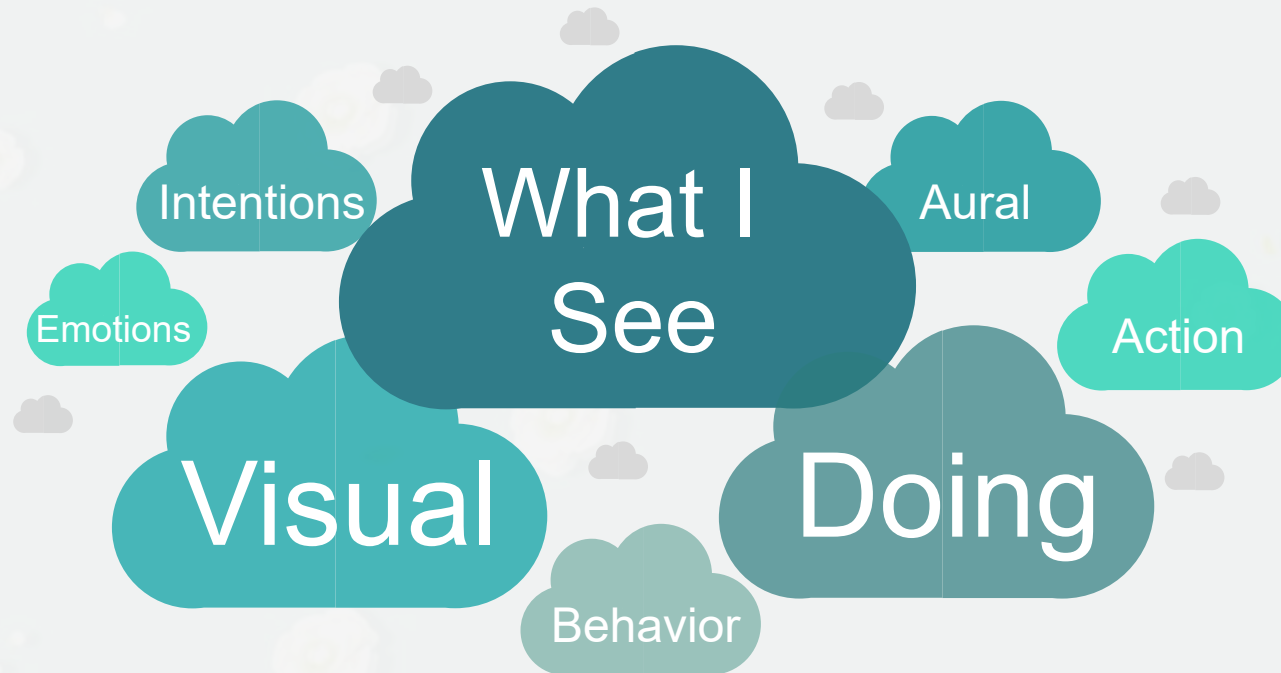 What I
See
Intentions
Aural
Emotions
Action
Visual
Doing
Behavior